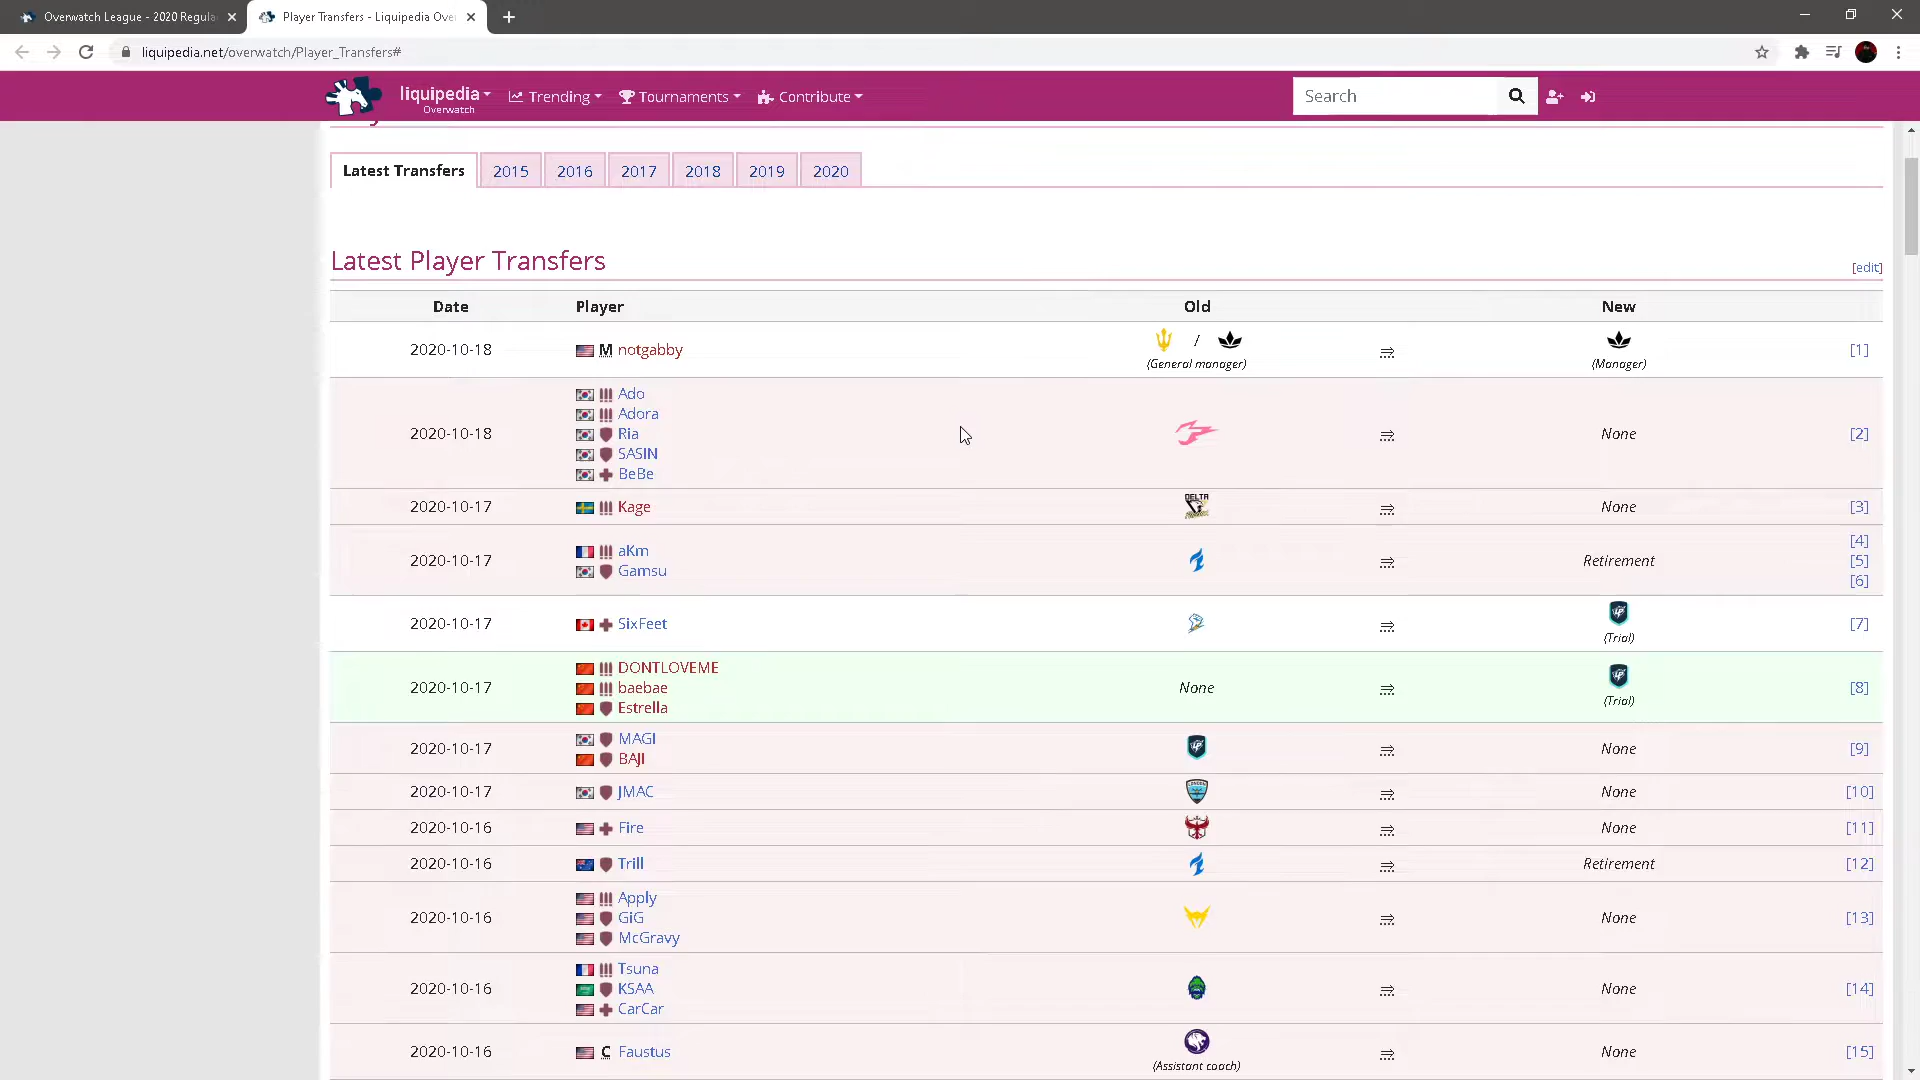 Overwatch League - 2020 Regula
Player Transfers - Liquipedia Ove
liquipedia.net/overwatch/Player_Transfers#
liquipedia
Overwatch
Trending
Tournaments
Contribute
Search
Latest Transfers
2015
2016
2017
2018
2019
2020
Latest Player Transfers
[edit]
Date Player Old New
2020-10-18 M notgabby / (General manager) (Manager) [1]
2020-10-18
Ado
Adora
Ria
SASIN
BeBe
None [2]
2020-10-17 Kage DELTA None [3]
2020-10-17
aKm
Gamsu
Retirement
[4]
[5]
[6]
2020-10-17 SixFeet (Trial) [7]
2020-10-17
DONTLOVEME
baebae
Estrella
None (Trial) [8]
2020-10-17
MAGI
BAJI
None [9]
2020-10-17 JMAC None [10]
2020-10-16 Fire None [11]
2020-10-16 Trill Retirement [12]
2020-10-16
Apply
GiG
McGravy
None [13]
2020-10-16
Tsuna
KSAA
CarCar
None [14]
2020-10-16 C Faustus (Assistant coach) None [15]